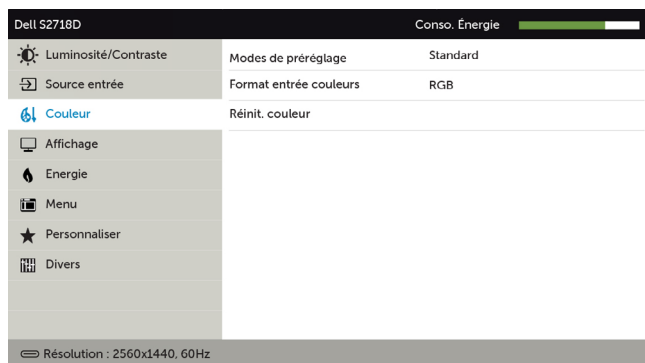 Dell S2718D Conso. Énergie
Luminosité/Contraste
Modes de préréglage Standard
Source entrée
Format entrée couleurs RGB
Couleur
Réinit. couleur
Affichage
Energie
Menu
Personnaliser
Divers
Résolution : 2560x1440, 60Hz